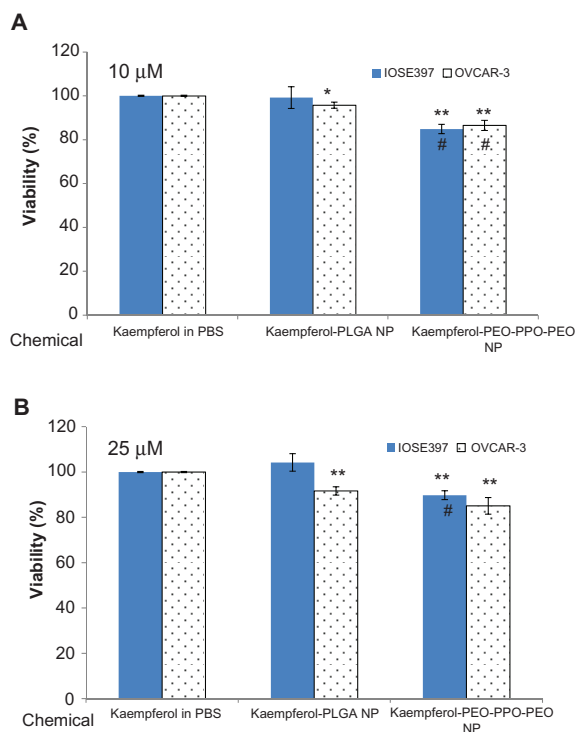 A
120
10 μM
IOSE397 OVCAR-3
100
80
60
40
20
0
Viability (%)
*
** **
# #
Chemical
Kaempferol in PBS Kaempferol-PLGA NP Kaempferol-PEO-PPO-PEO
NP
B
120
25 μM
IOSE397 OVCAR-3
100
80
60
40
20
0
Viability (%)
**
** **
#
Chemical
Kaempferol in PBS Kaempferol-PLGA NP Kaempferol-PEO-PPO-PEO
NP